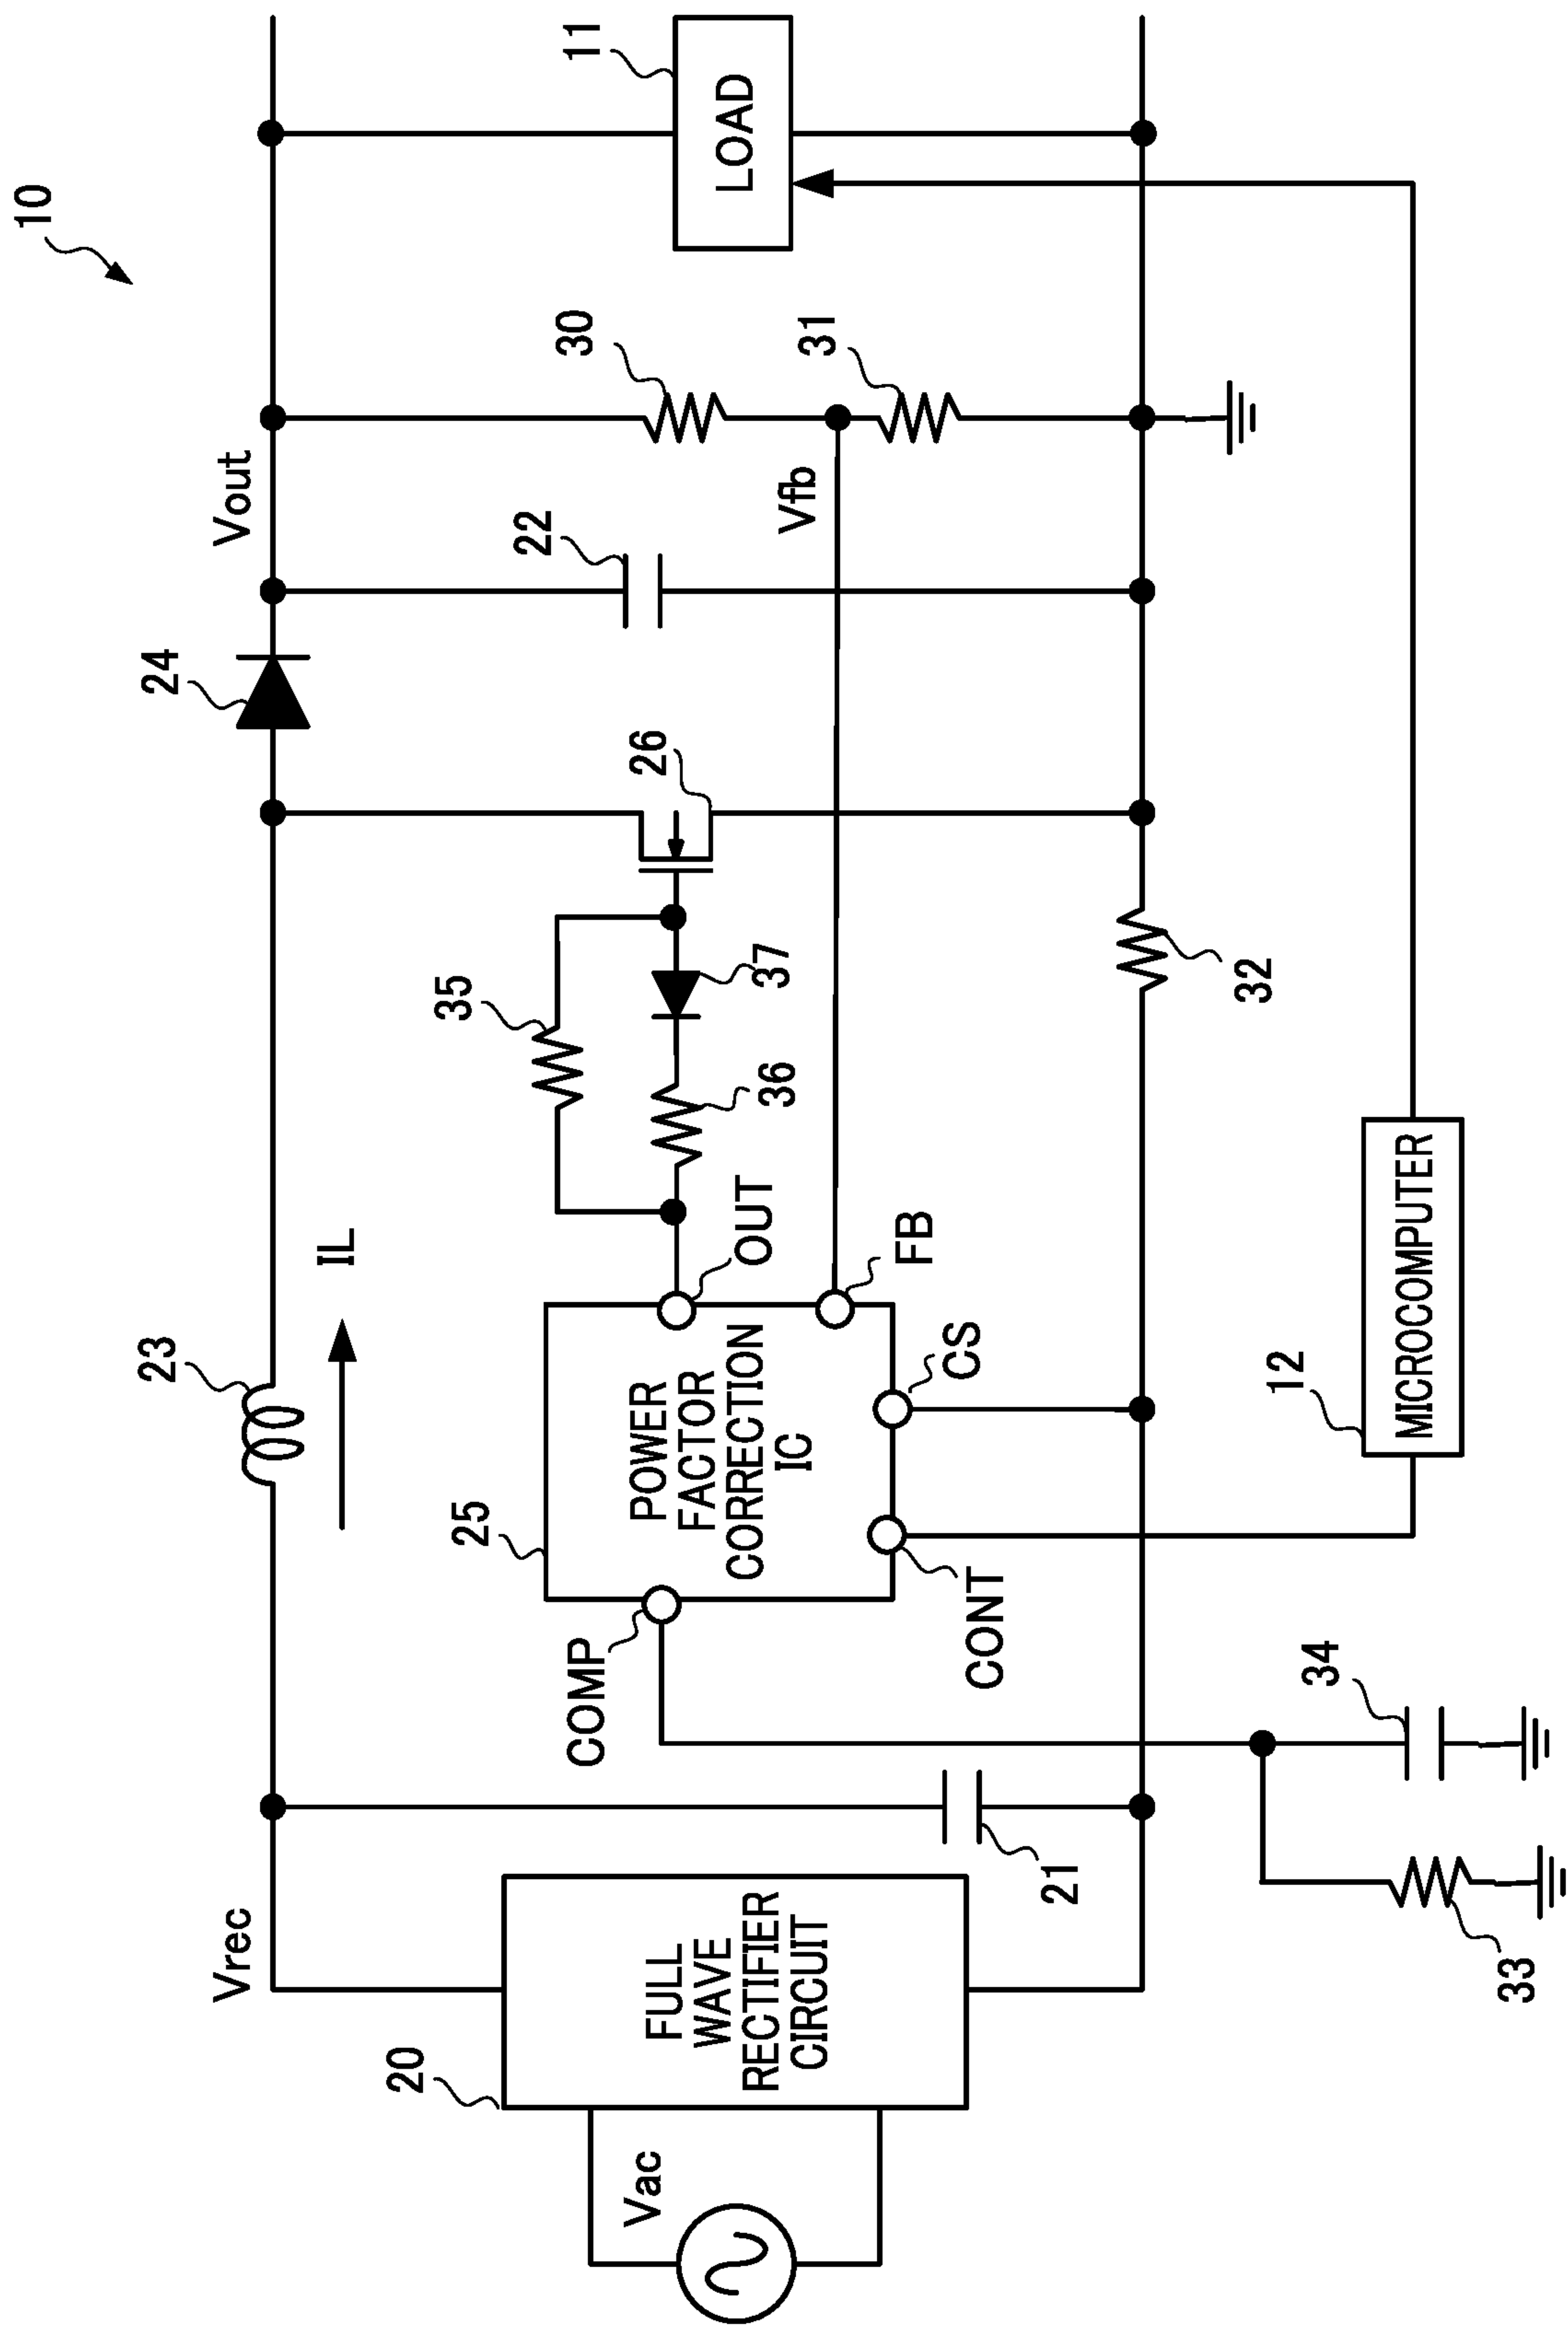 10
23
IL
24
Vrec
Vout
20
FULL
WAVE
RECTIFIER
CIRCUIT
Vac
21
COMP
25
POWER
FACTOR
CORRECTION
IC
OUT
FB
CS
CONT
35
36
37
26
22
30
Vfb
31
11
LOAD
32
34
33
12
MICROCOMPUTER